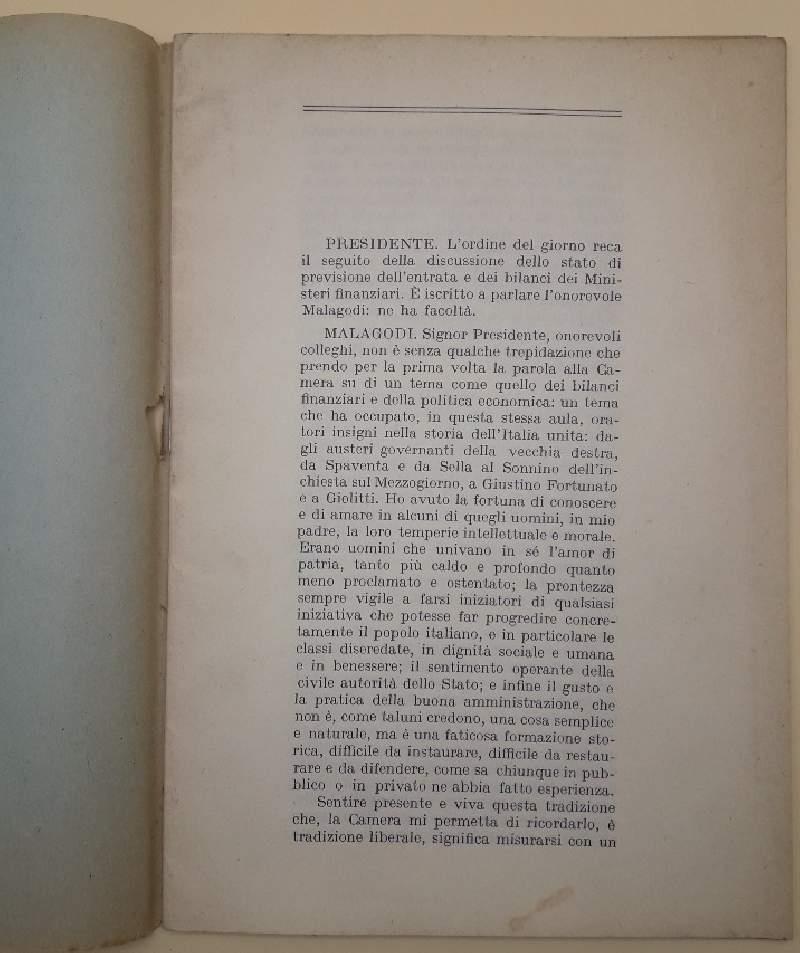 PRESIDENTE. L'ordine del giorno reca
il seguito della discussione dello stato di
previsione dell'entrata e dei bilanci dei Mini-
steri finanziari. È iscritto a parlare l'onorevole
Malagodi: ne ha facoltà.
MALAGODI. Signor Presidente, onorevoli
colleghi, non è senza qualche trepidazione che
prendo per la prima volta la parola alla Ca-
mera su di un tema come quello dei bilanci
finanziari e della politica economica: un tema
che ha occupato, in questa stessa aula, ora-
tori insigni nella storia dell'Italia unita: da-
gli austeri governanti della vecchia destra,
da Spaventa e da Sella al Sonnino dell'in-
chiesta sul Mezzogiorno, a Giustino Fortunato
e a Giolitti. Ho avuto la fortuna di conoscere
e di amare in alcuni di quegli uomini, in mio
padre, la loro temperie intellettuale e morale.
Erano uomini che univano in sé l'amor di
patria, tanto più caldo e profondo quanto
meno proclamato e ostentato; la prontezza
sempre vigile a farsi iniziatori di qualsiasi
iniziativa che potesse far progredire concre-
tamente il popolo italiano, e in particolare le
classi diseredate, in dignità sociale e umana
e in benessere; il sentimento operante della
civile autorità dello Stato; e infine il gusto e
la pratica della buona amministrazione, che
non è, come taluni credono, una cosa semplice
e naturale, ma è una faticosa formazione sto-
rica, difficile da instaurare, difficile da restau-
rare e da difendere, come sa chiunque in pub-
blico o in privato ne abbia fatto esperienza.
Sentire presente e viva questa tradizione
che, la Camera mi permetta di ricordarlo, è
tradizione liberale, significa misurarsi con un